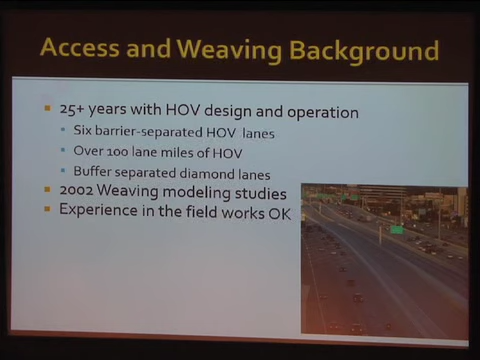 Access and Weaving Background
25+ years with HOV design and operation
Six barrier-separated HOV lanes
Over 100 lane miles of HOV
Buffer separated diamond lanes
2002 Weaving modeling studies
Experience in the field works OK